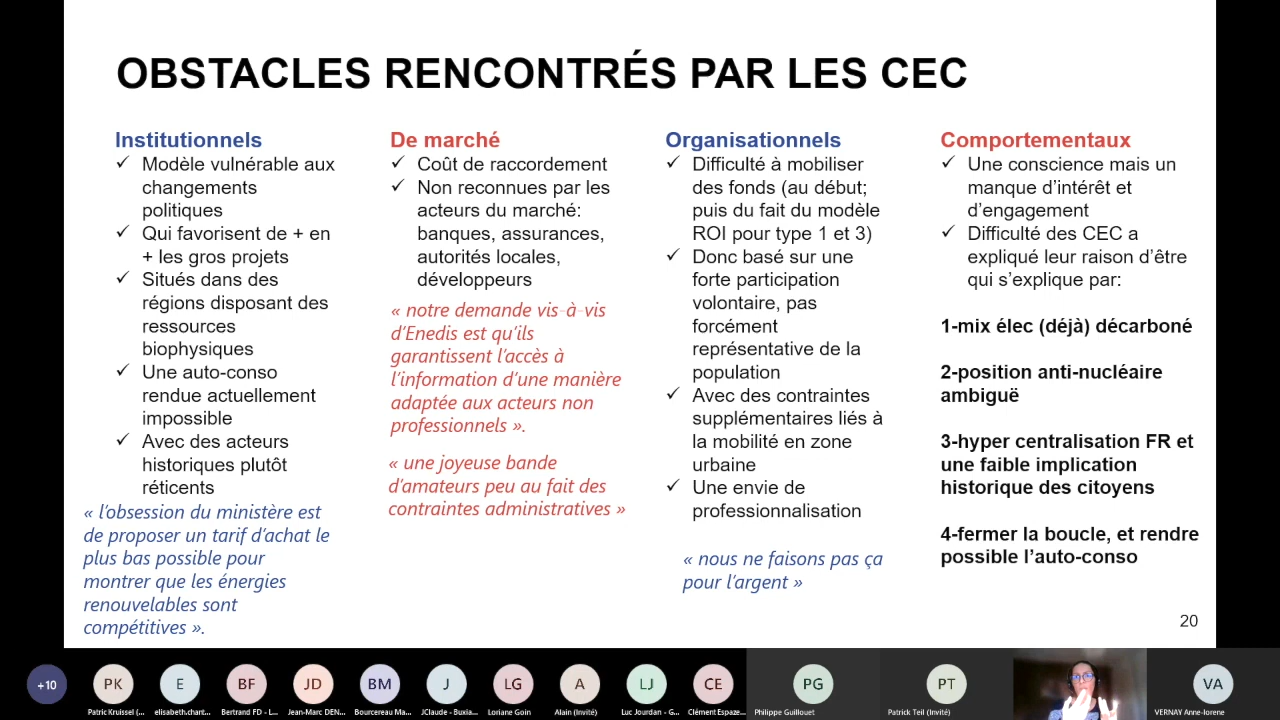 OBSTACLES RENCONTRÉS PAR LES CEC
Institutionnels
✓ Modèle vulnérable aux
changements
politiques
✓ Qui favorisent de + en
+ les gros projets
✓ Situés dans des
régions disposant des
ressources
biophysiques
✓ Une auto-conso
rendue actuellement
impossible
✓ Avec des acteurs
historiques plutôt
réticents
« l’obsession du ministère est
de proposer un tarif d’achat le
plus bas possible pour
montrer que les énergies
renouvelables sont
compétitives ».
De marché
✓ Coût de raccordement
✓ Non reconnues par les
acteurs du marché:
banques, assurances,
autorités locales,
développeurs
« notre demande vis-à-vis
d’Enedis est qu’ils
garantissent l’accès à
l’information d’une manière
adaptée aux acteurs non
professionnels ».
« une joyeuse bande
d’amateurs peu au fait des
contraintes administratives »
Organisationnels
✓ Difficulté à mobiliser
des fonds (au début;
puis du fait du modèle
ROI pour type 1 et 3)
✓ Donc basé sur une
forte participation
volontaire, pas
forcément
représentative de la
population
✓ Avec des contraintes
supplémentaires liés à
la mobilité en zone
urbaine
✓ Une envie de
professionnalisation
« nous ne faisons pas ça
pour l’argent »
Comportementaux
✓ Une conscience mais un
manque d’intérêt et
d’engagement
✓ Difficulté des CEC a
expliqué leur raison d’être
qui s’explique par:
1-mix élec (déjà) décarboné
2-position anti-nucléaire
ambiguë
3-hyper centralisation FR et
une faible implication
historique des citoyens
4-fermer la boucle, et rendre
possible l’auto-conso
20
+10
PK
E
BF
JD
BM
J
LG
A
LJ
CE
PG
PT
VA
Patric Kruissel (...
elisabeth.chart...
Bertrand FD - L...
Jean-Marc DEN...
Bourcereau Ma...
JClaude - Buxia...
Loriane Goin
Alain (Invité)
Luc Jourdan - G...
Clément Espaze...
Philippe Guillouet
Patrick Teil (Invité)
VERNAY Anne-lorene